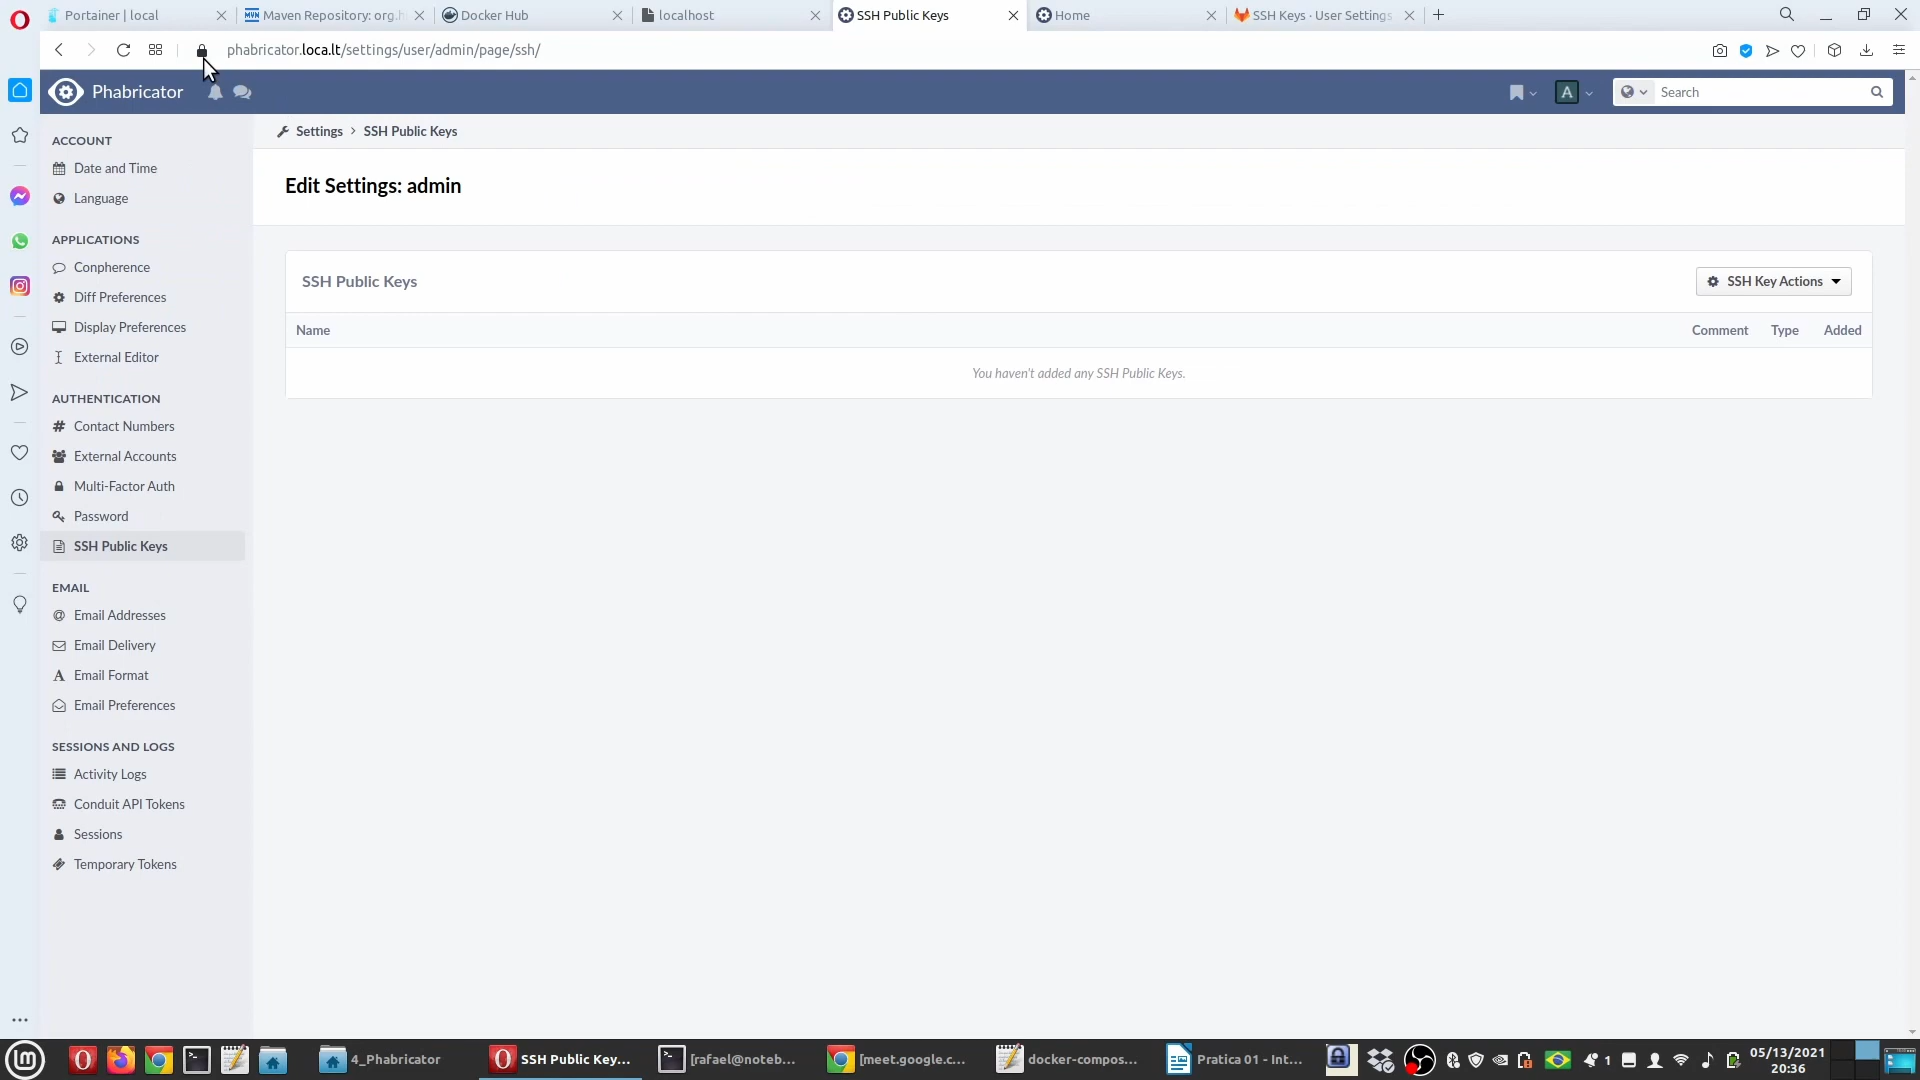 Portainer | local
Maven Repository: org.h
Docker Hub
localhost
SSH Public Keys
Home
SSH Keys · User Settings
phabricator.loca.lt/settings/user/admin/page/ssh/
Phabricator
A
Search
ACCOUNT
Date and Time
Language
APPLICATIONS
Conpherence
Diff Preferences
Display Preferences
External Editor
AUTHENTICATION
Contact Numbers
External Accounts
Multi-Factor Auth
Password
SSH Public Keys
EMAIL
Email Addresses
Email Delivery
Email Format
Email Preferences
SESSIONS AND LOGS
Activity Logs
Conduit API Tokens
Sessions
Temporary Tokens
Settings > SSH Public Keys
Edit Settings: admin
SSH Public Keys
SSH Key Actions
Name Comment Type Added
You haven't added any SSH Public Keys.
4_Phabricator
SSH Public Key...
[rafael@noteb...
[meet.google.c...
docker-compos...
Pratica 01 - Int...
1
05/13/2021
20:36